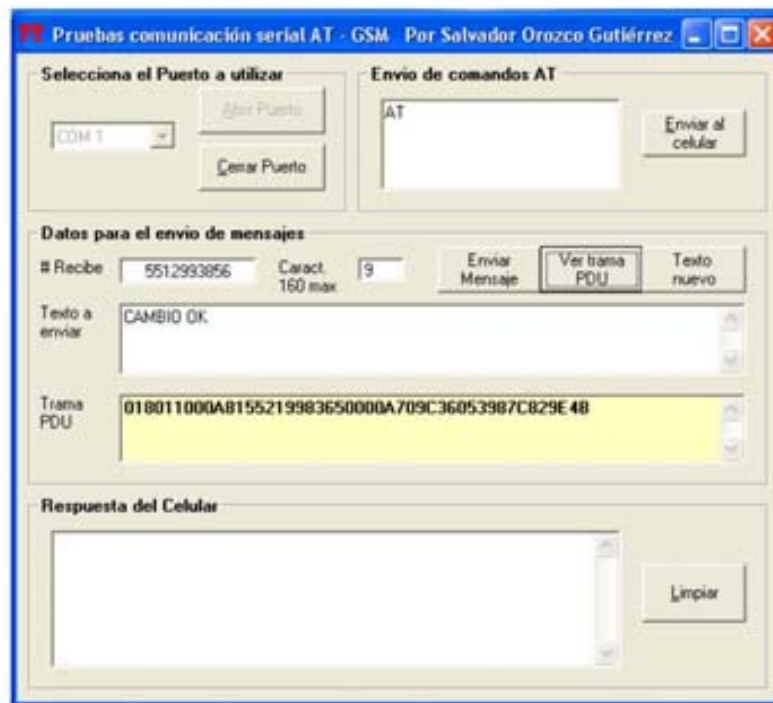 Pruebas comunicación serial AT - GSM Por Salvador Orozco Gutiérrez
Selecciona el Puerto a utilizar
COM 1
Abrir Puerto
Cerrar Puerto
Envio de comandos AT
AT
Enviar al
celular
Datos para el envio de mensajes
# Recibe
5512993856
Caract.
160 max
9
Enviar
Mensaje
Ver trama
PDU
Texto
nuevo
Texto a
enviar
CAMBIO OK
Trama
PDU
018011000A8155219983650000A709C36053987C829E4B
Respuesta del Celular
Limpiar